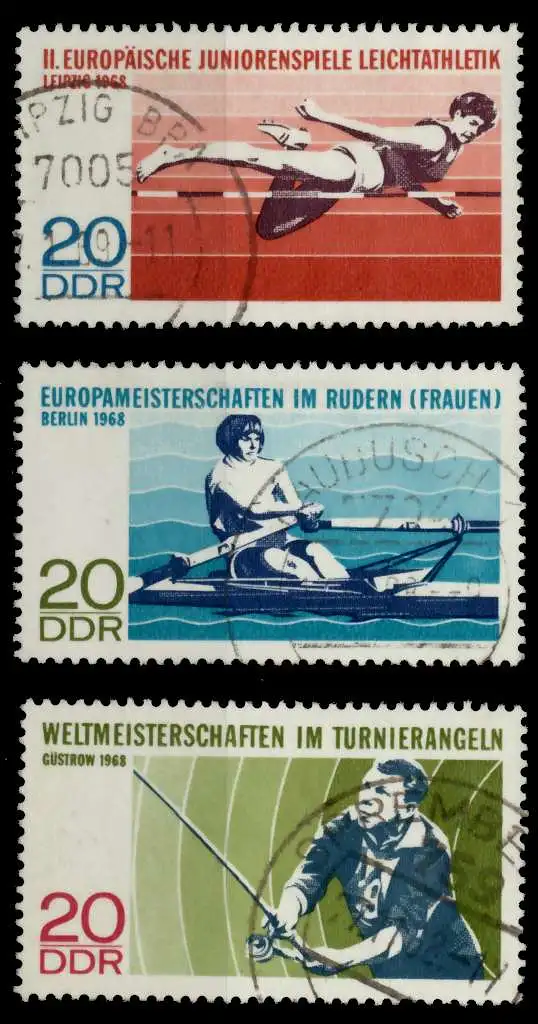 II. EUROPÄISCHE JUNIORENSPIELE LEICHTATHLETIK
LEIPZIG 1968
7005
20
DDR
EUROPAMEISTERSCHAFTEN IM RUDERN (FRAUEN)
BERLIN 1968
20
DDR
WELTMEISTERSCHAFTEN IM TURNIERANGELN
GÜSTROW 1968
20
DDR